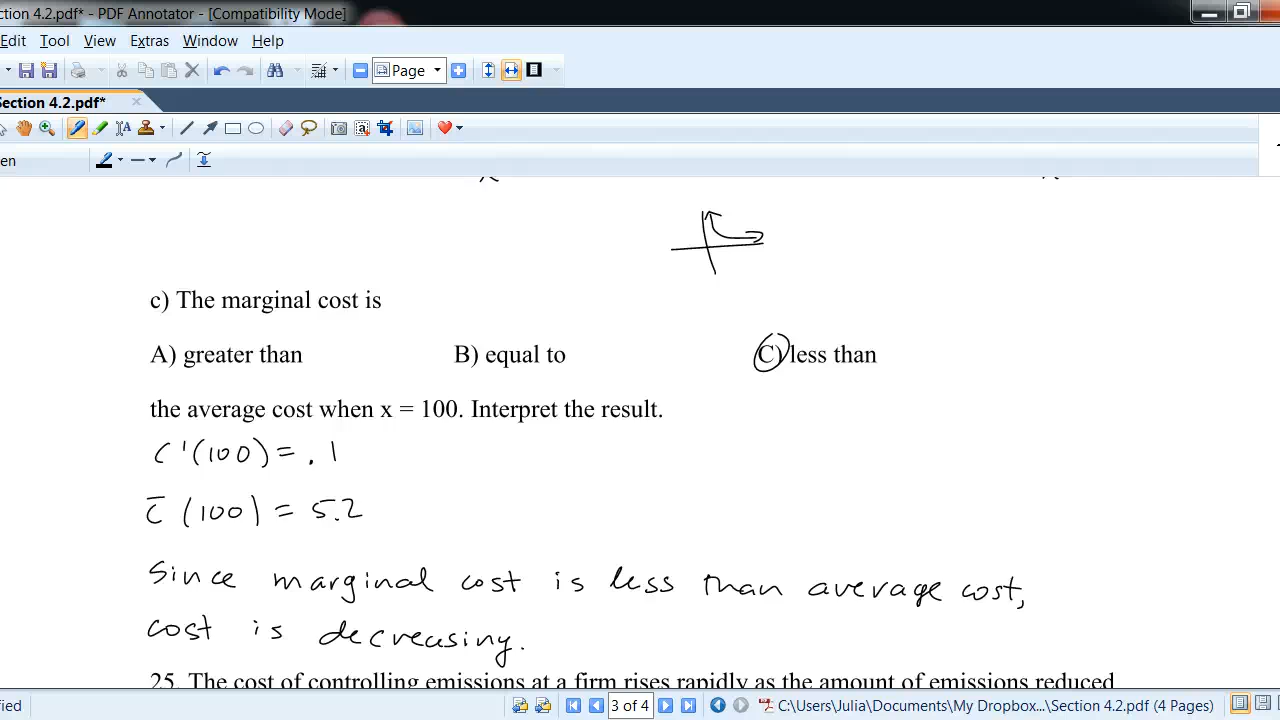 ction 4.2.pdf* - PDF Annotator - [Compatibility Mode]
Edit Tool View Extras Window Help
Page
Section 4.2.pdf*
en
x x
c) The marginal cost is
A) greater than B) equal to C) less than
the average cost when x = 100. Interpret the result.
C'(100) = .1
C̅(100) = 5.2
Since marginal cost is less than average cost,
cost is decreasing.
25. The cost of controlling emissions at a firm rises rapidly as the amount of emissions reduced
fied 3 of 4 C:\Users\Julia\Documents\My Dropbox...\Section 4.2.pdf (4 Pages)